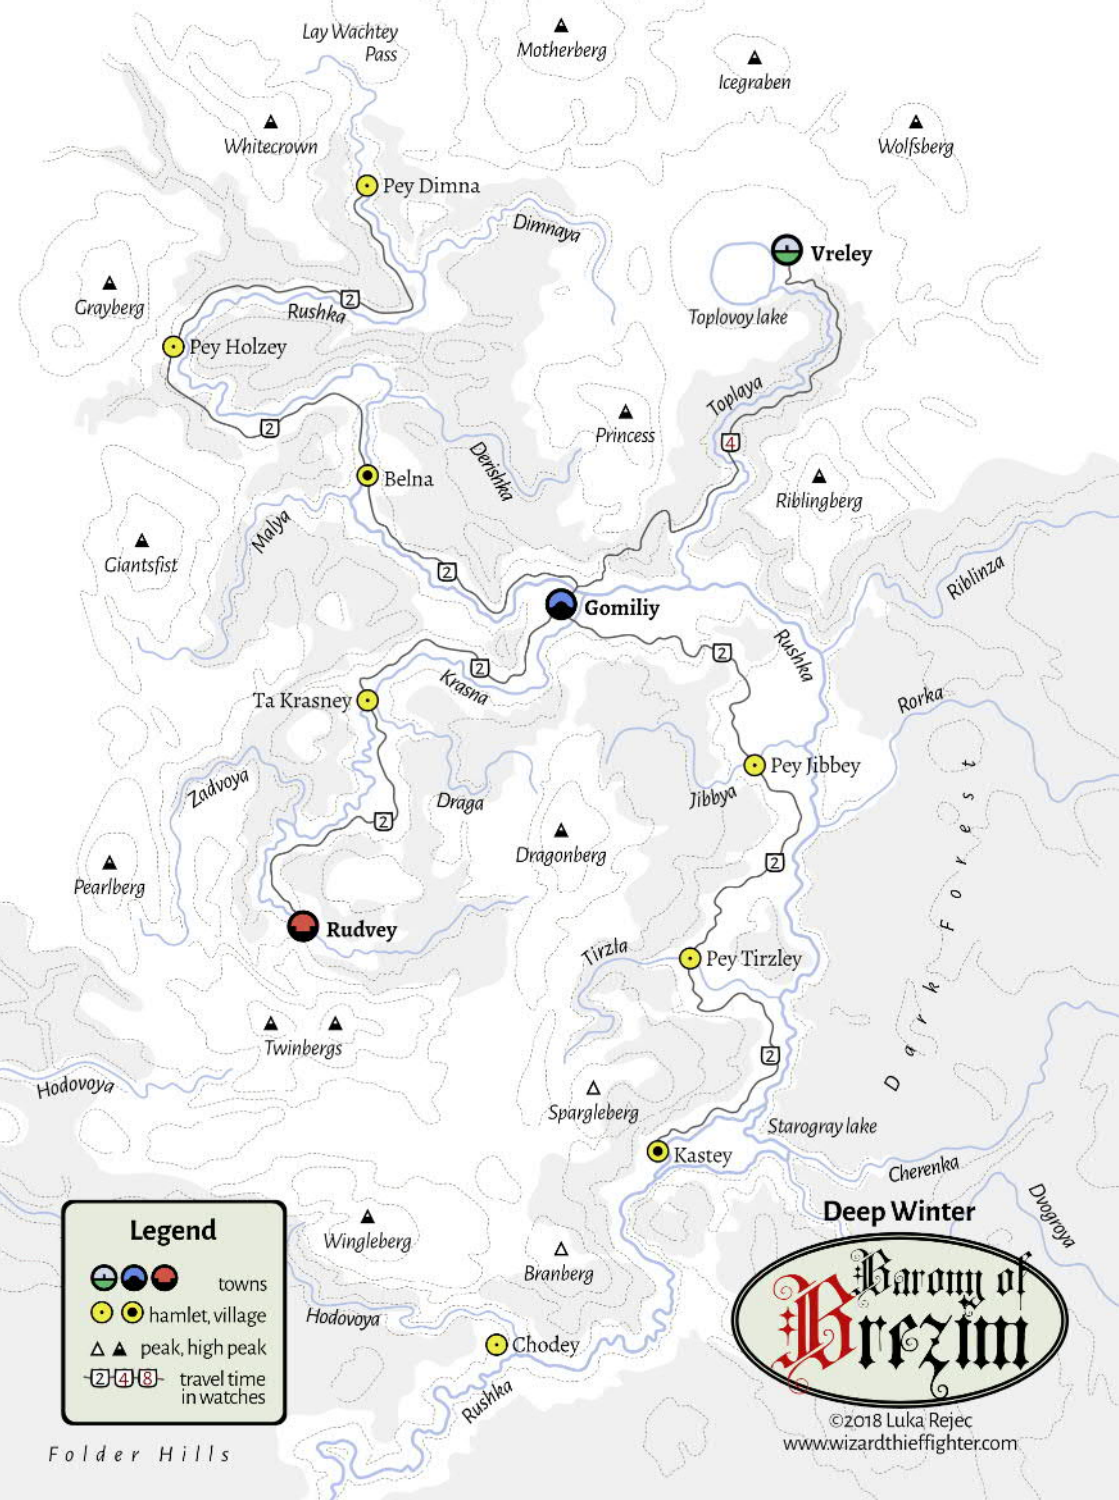 Lay Wachtey
Pass
Motherberg
Icegraben
Whitecrown
Wolfsberg
Pey Dimna
Dimnaya
Vreley
Grayberg
2
Rushka
Toplovoy lake
Pey Holzey
Toplaya
2
Princess
4
Derishka
Belna
Riblingberg
Malya
Giantsfist
2
Riblinza
Gomiliy
Rushka
2
2
Krasna
Ta Krasney
Rorka
Pey Jibbey
Zadvoya
Jibbya
Draga
2
Dragonberg
2
Pearlberg
Dark Forest
Rudvey
Tirzla
Pey Tirzley
Twinbergs
2
Hodovoya
Spargleberg
Starogray lake
Kastey
Cherenka
Dvogroya
Deep Winter
Barony of
Brezim
Legend
towns
hamlet, village
peak, high peak
2 4 8 travel time
in watches
Wingleberg
Branberg
Hodovoya
Chodey
Rushka
©2018 Luka Rejec
www.wizardthieffighter.com
Folder Hills